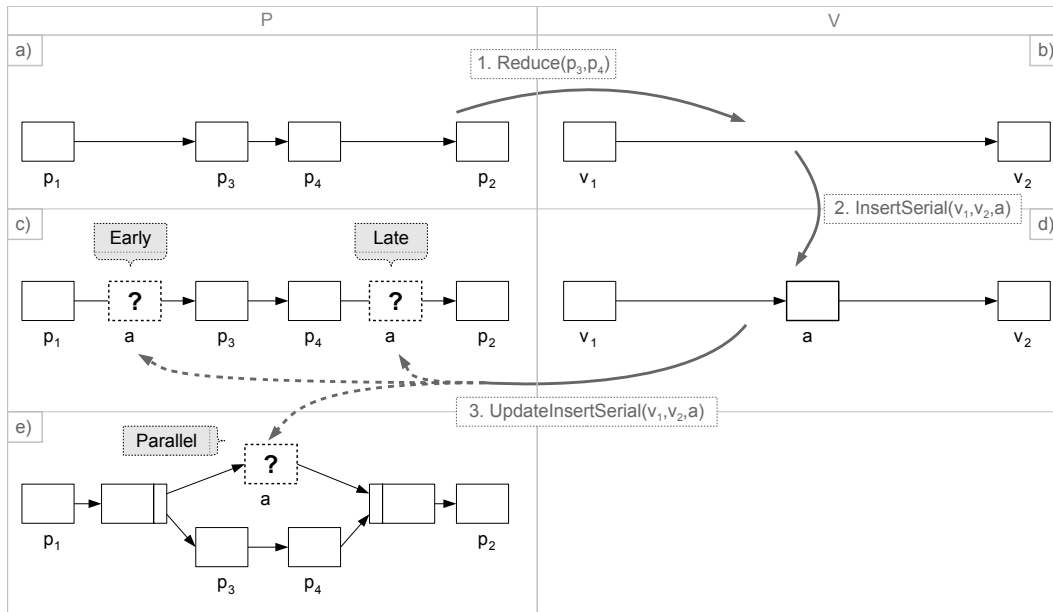 P V
a) b)
1. Reduce(p₃,p₄)
p₁ p₃ p₄ p₂ v₁ v₂
2. InsertSerial(v₁,v₂,a)
c) d)
Early Late
? ?
p₁ a p₃ p₄ a p₂ v₁ a v₂
3. UpdateInsertSerial(v₁,v₂,a)
e)
Parallel
?
a
p₁ p₂
p₃ p₄